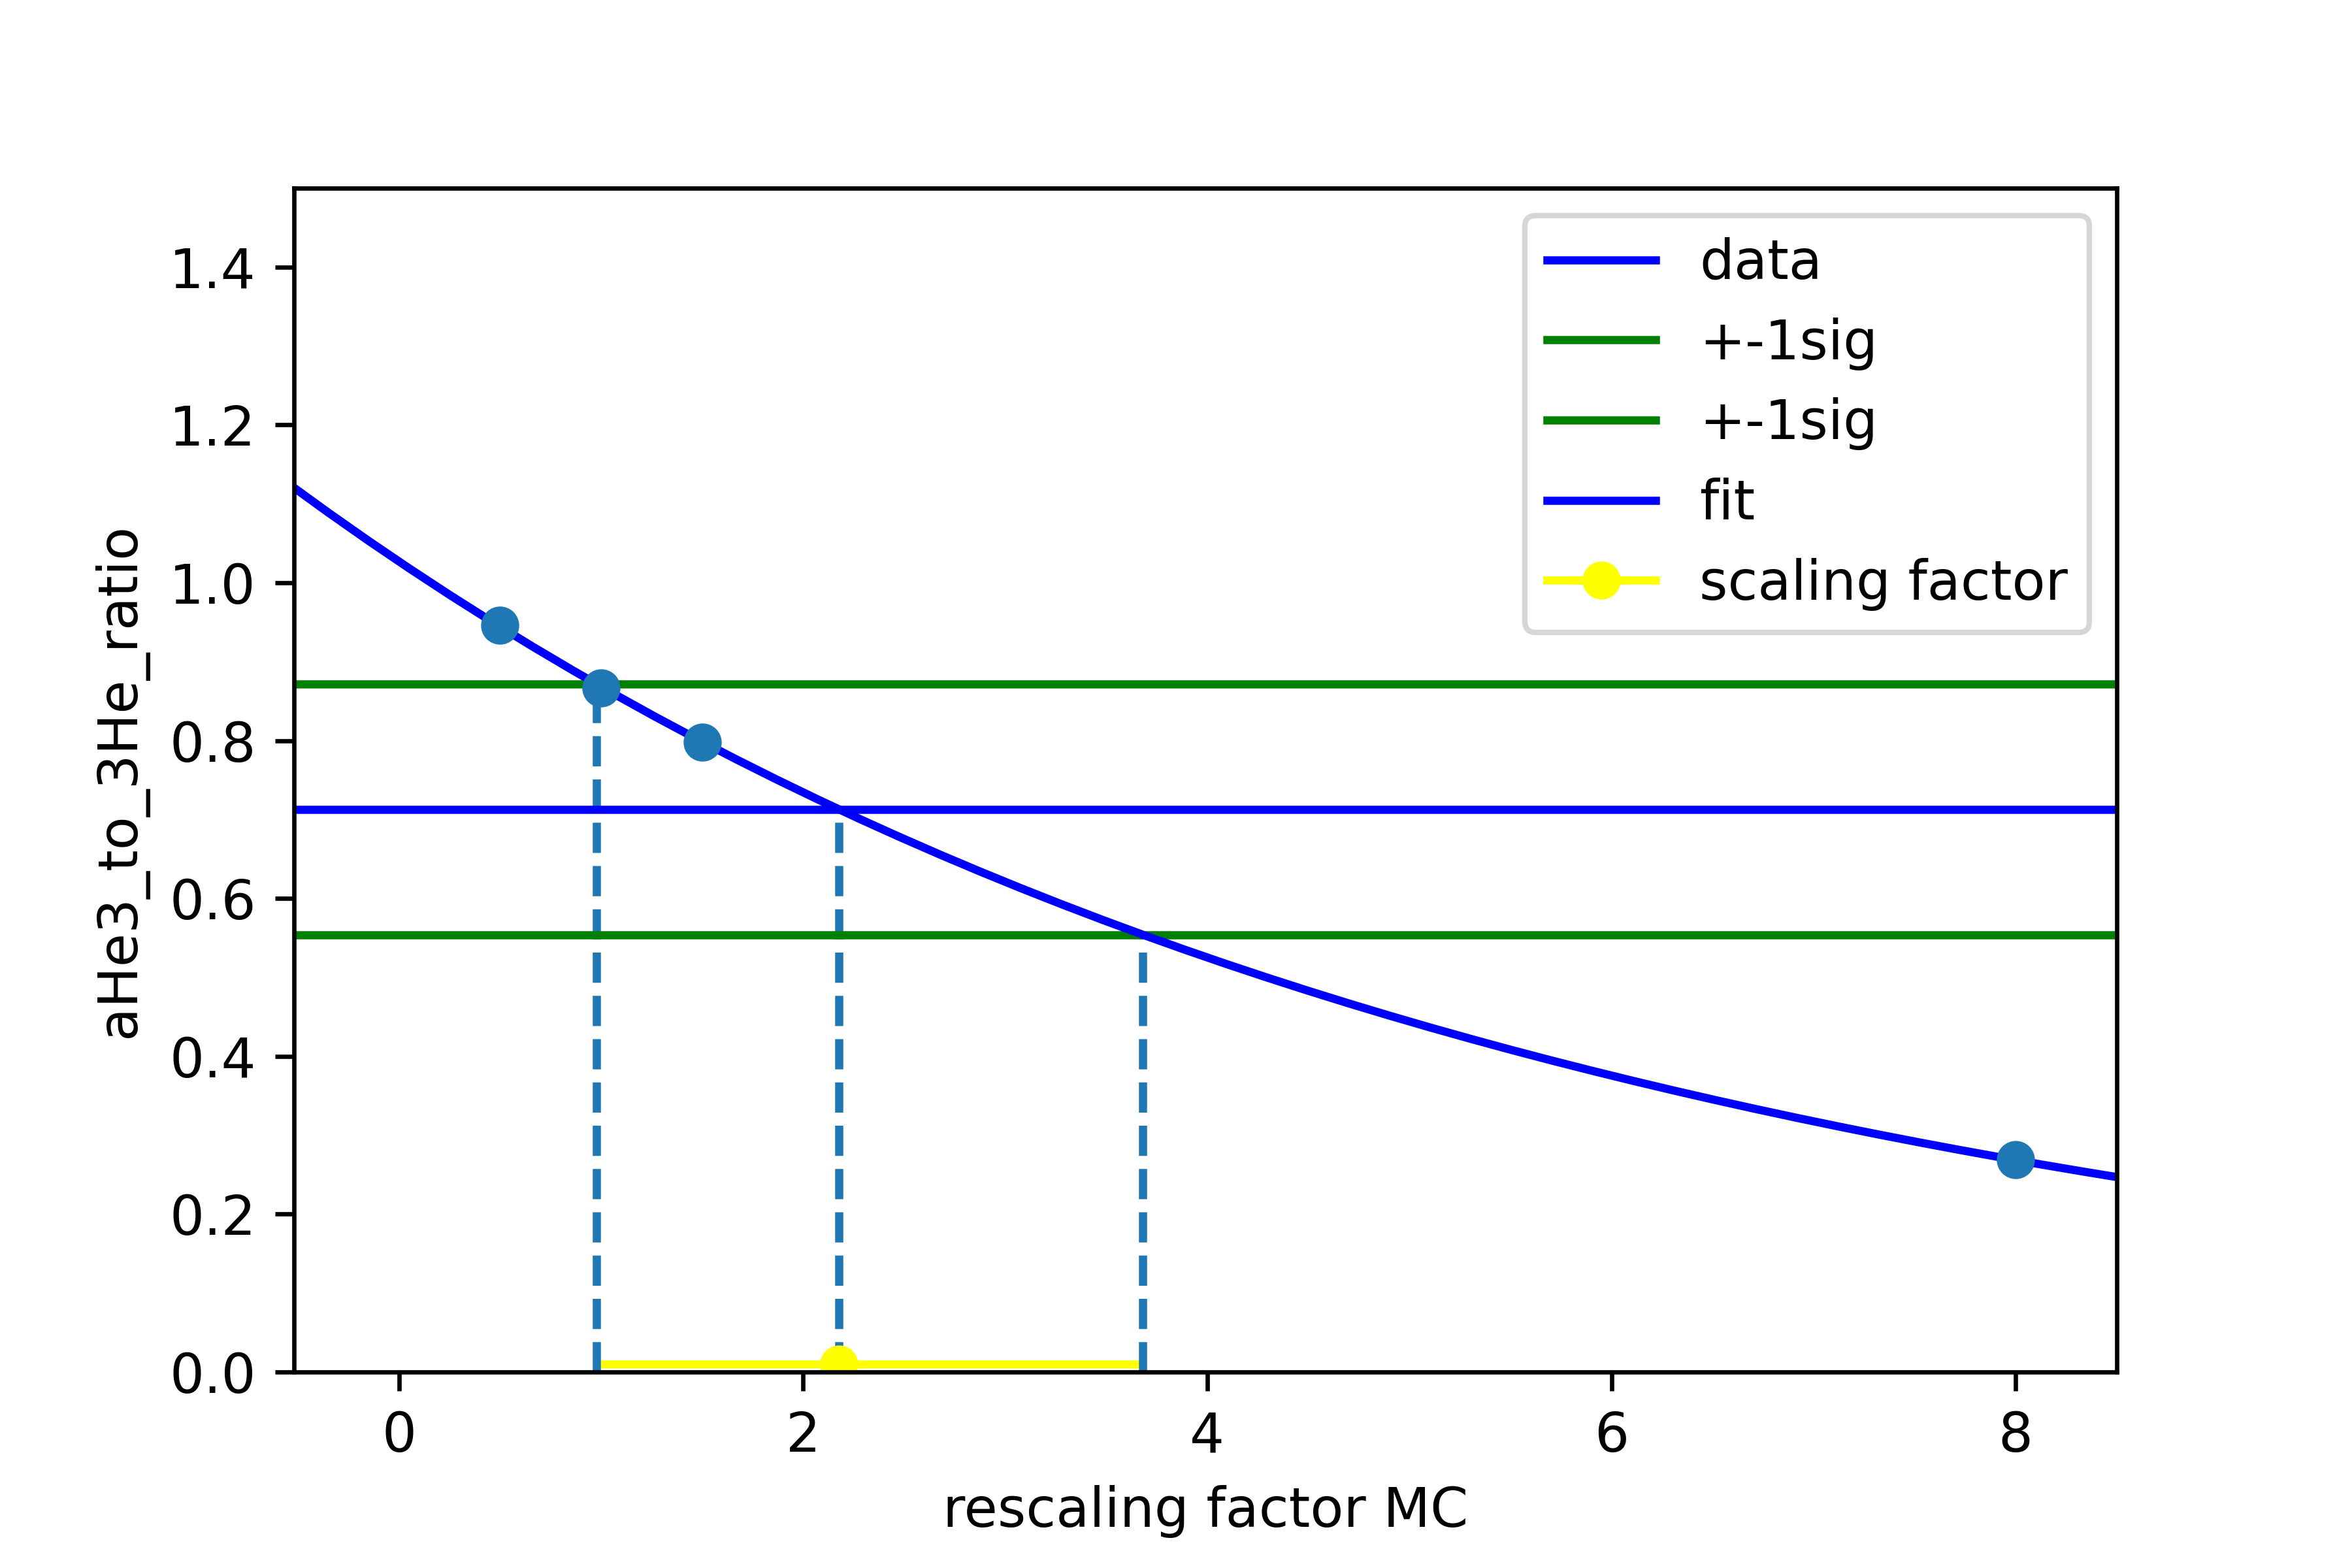 data
+-1sig
+-1sig
fit
scaling factor
1.4
1.2
1.0
0.8
0.6
0.4
0.2
0.0
aHe3_to_3He_ratio
0 2 4 6 8
rescaling factor MC